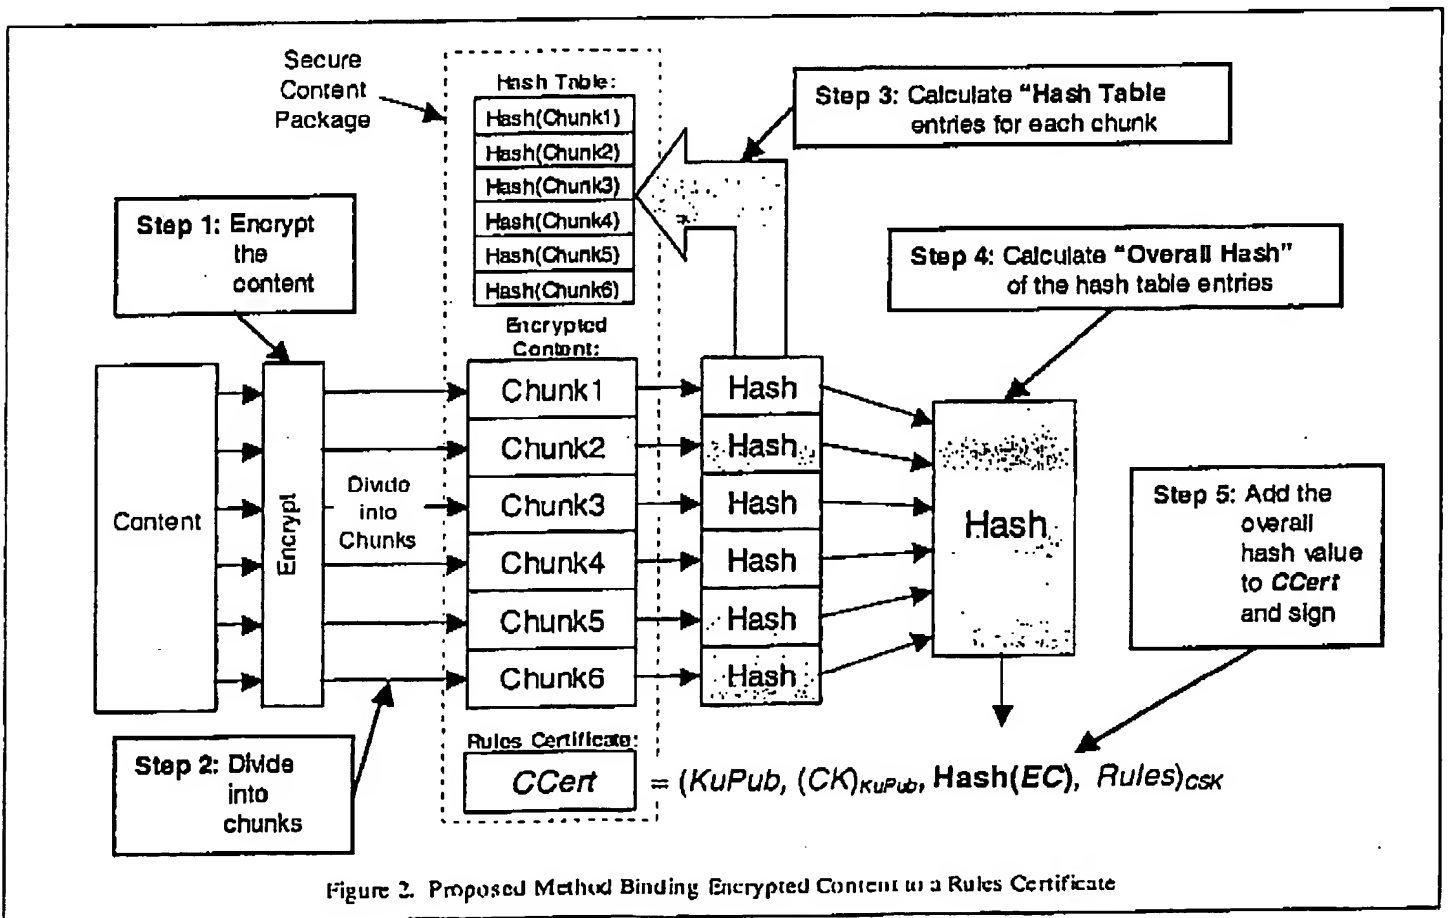 Secure
Content
Package
Hash Table:
Hash(Chunk1)
Hash(Chunk2)
Hash(Chunk3)
Hash(Chunk4)
Hash(Chunk5)
Hash(Chunk6)
Step 3: Calculate "Hash Table
entries for each chunk
Step 1: Encrypt
the
content
Step 4: Calculate "Overall Hash"
of the hash table entries
Encrypted
Content:
Content
Encrypt
Divide
into
Chunks
Chunk1
Chunk2
Chunk3
Chunk4
Chunk5
Chunk6
Hash
Hash
Hash
Hash
Hash
Hash
Hash
Step 5: Add the
overall
hash value
to CCert
and sign
Step 2: Divide
into
chunks
Rules Certificate:
CCert = (KuPub, (CK)KuPub, Hash(EC), Rules)CSK
Figure 2. Proposed Method Binding Encrypted Content to a Rules Certificate